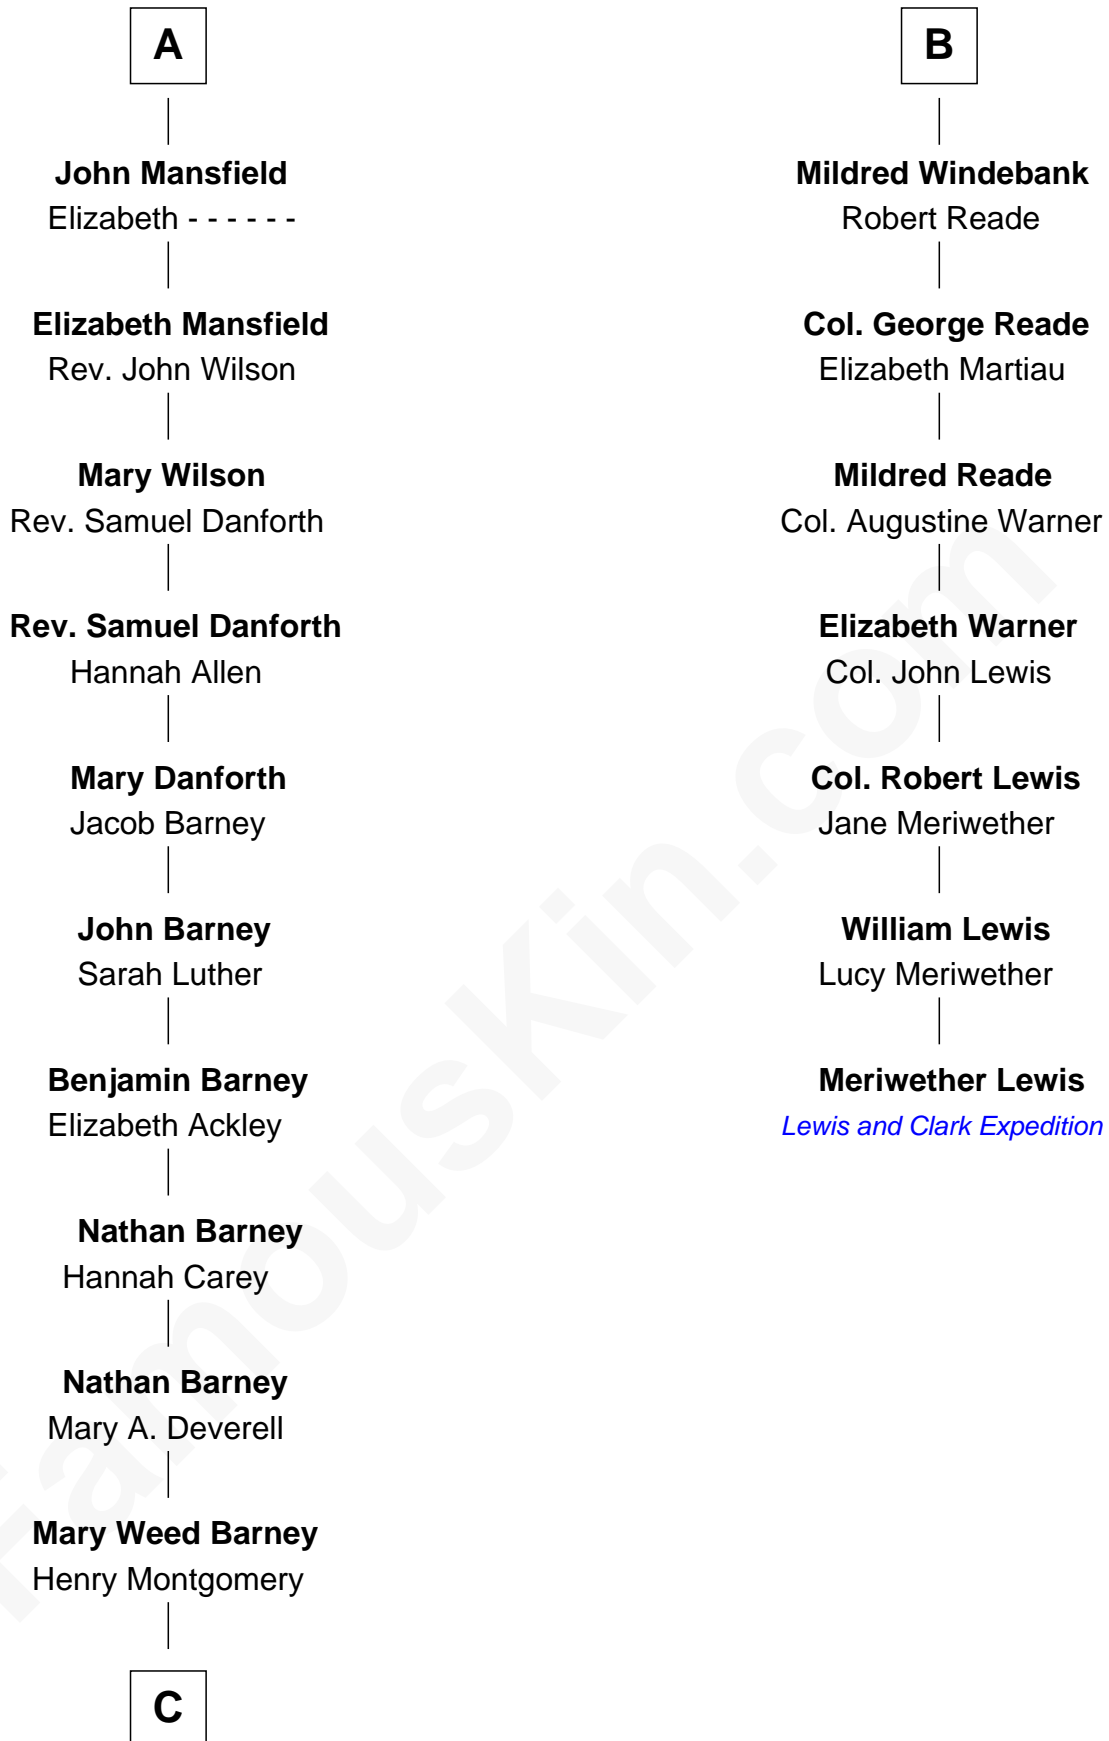 A
John Mansfield
Elizabeth - - - - - -
Elizabeth Mansfield
Rev. John Wilson
Mary Wilson
Rev. Samuel Danforth
Rev. Samuel Danforth
Hannah Allen
Mary Danforth
Jacob Barney
John Barney
Sarah Luther
Benjamin Barney
Elizabeth Ackley
Nathan Barney
Hannah Carey
Nathan Barney
Mary A. Deverell
Mary Weed Barney
Henry Montgomery
C
B
Mildred Windebank
Robert Reade
Col. George Reade
Elizabeth Martiau
Mildred Reade
Col. Augustine Warner
Elizabeth Warner
Col. John Lewis
Col. Robert Lewis
Jane Meriwether
William Lewis
Lucy Meriwether
Meriwether Lewis
Lewis and Clark Expedition
FamousKin.com